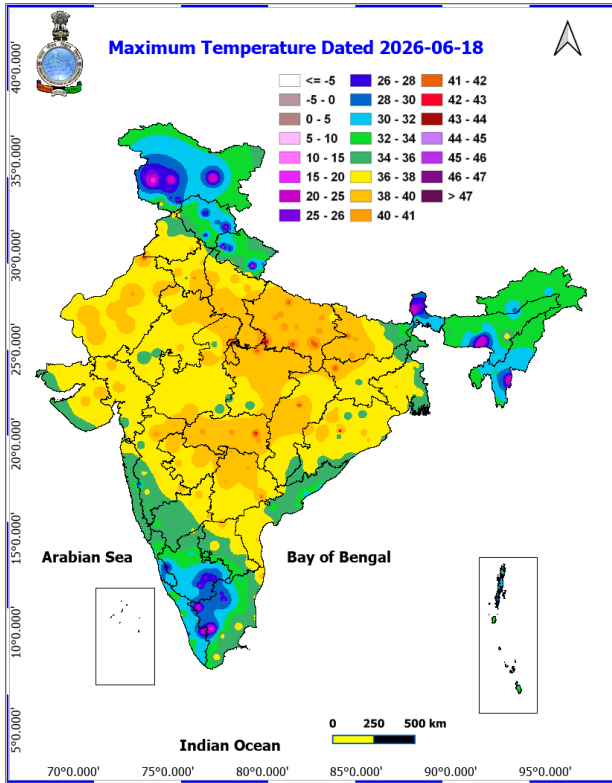 Maximum Temperature Dated 2026-06-18
<= -5
-5 - 0
0 - 5
5 - 10
10 - 15
15 - 20
20 - 25
25 - 26
26 - 28
28 - 30
30 - 32
32 - 34
34 - 36
36 - 38
38 - 40
40 - 41
41 - 42
42 - 43
43 - 44
44 - 45
45 - 46
46 - 47
> 47
40°0.000'
35°0.000'
30°0.000'
25°0.000'
20°0.000'
15°0.000'
10°0.000'
5°0.000'
Arabian Sea
Bay of Bengal
0 250 500 km
Indian Ocean
70°0.000' 75°0.000' 80°0.000' 85°0.000' 90°0.000' 95°0.000'